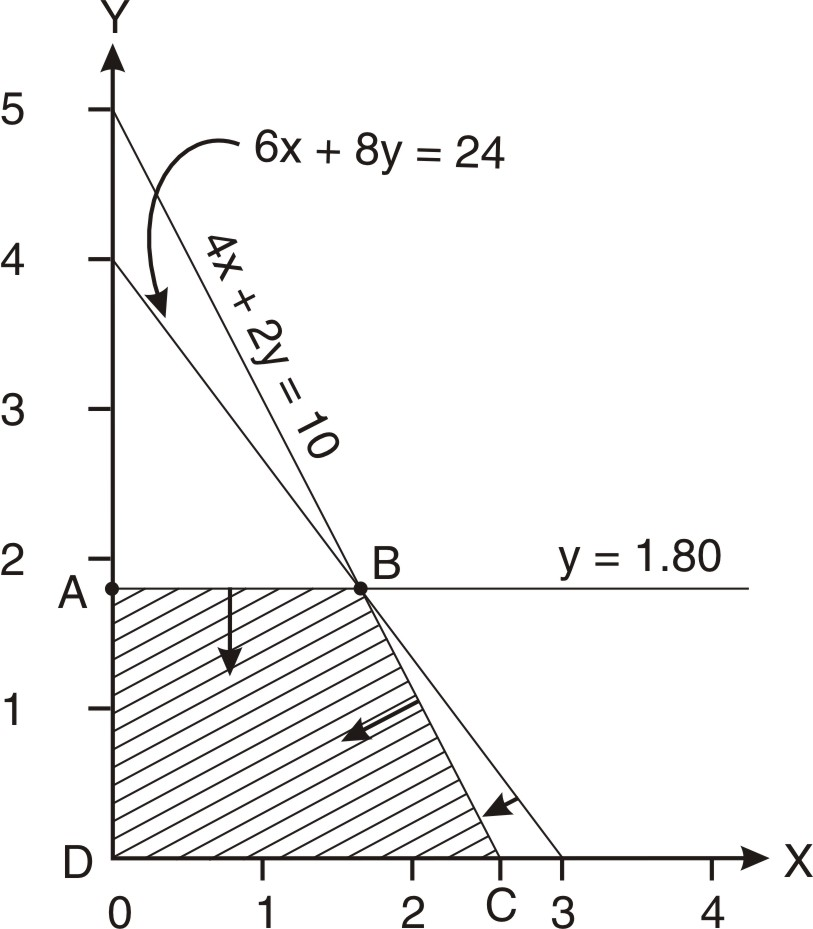 Y
5
6x + 8y = 24
4
4x + 2y = 10
3
2
B
y = 1.80
A
1
D
X
0 1 2 C 3 4